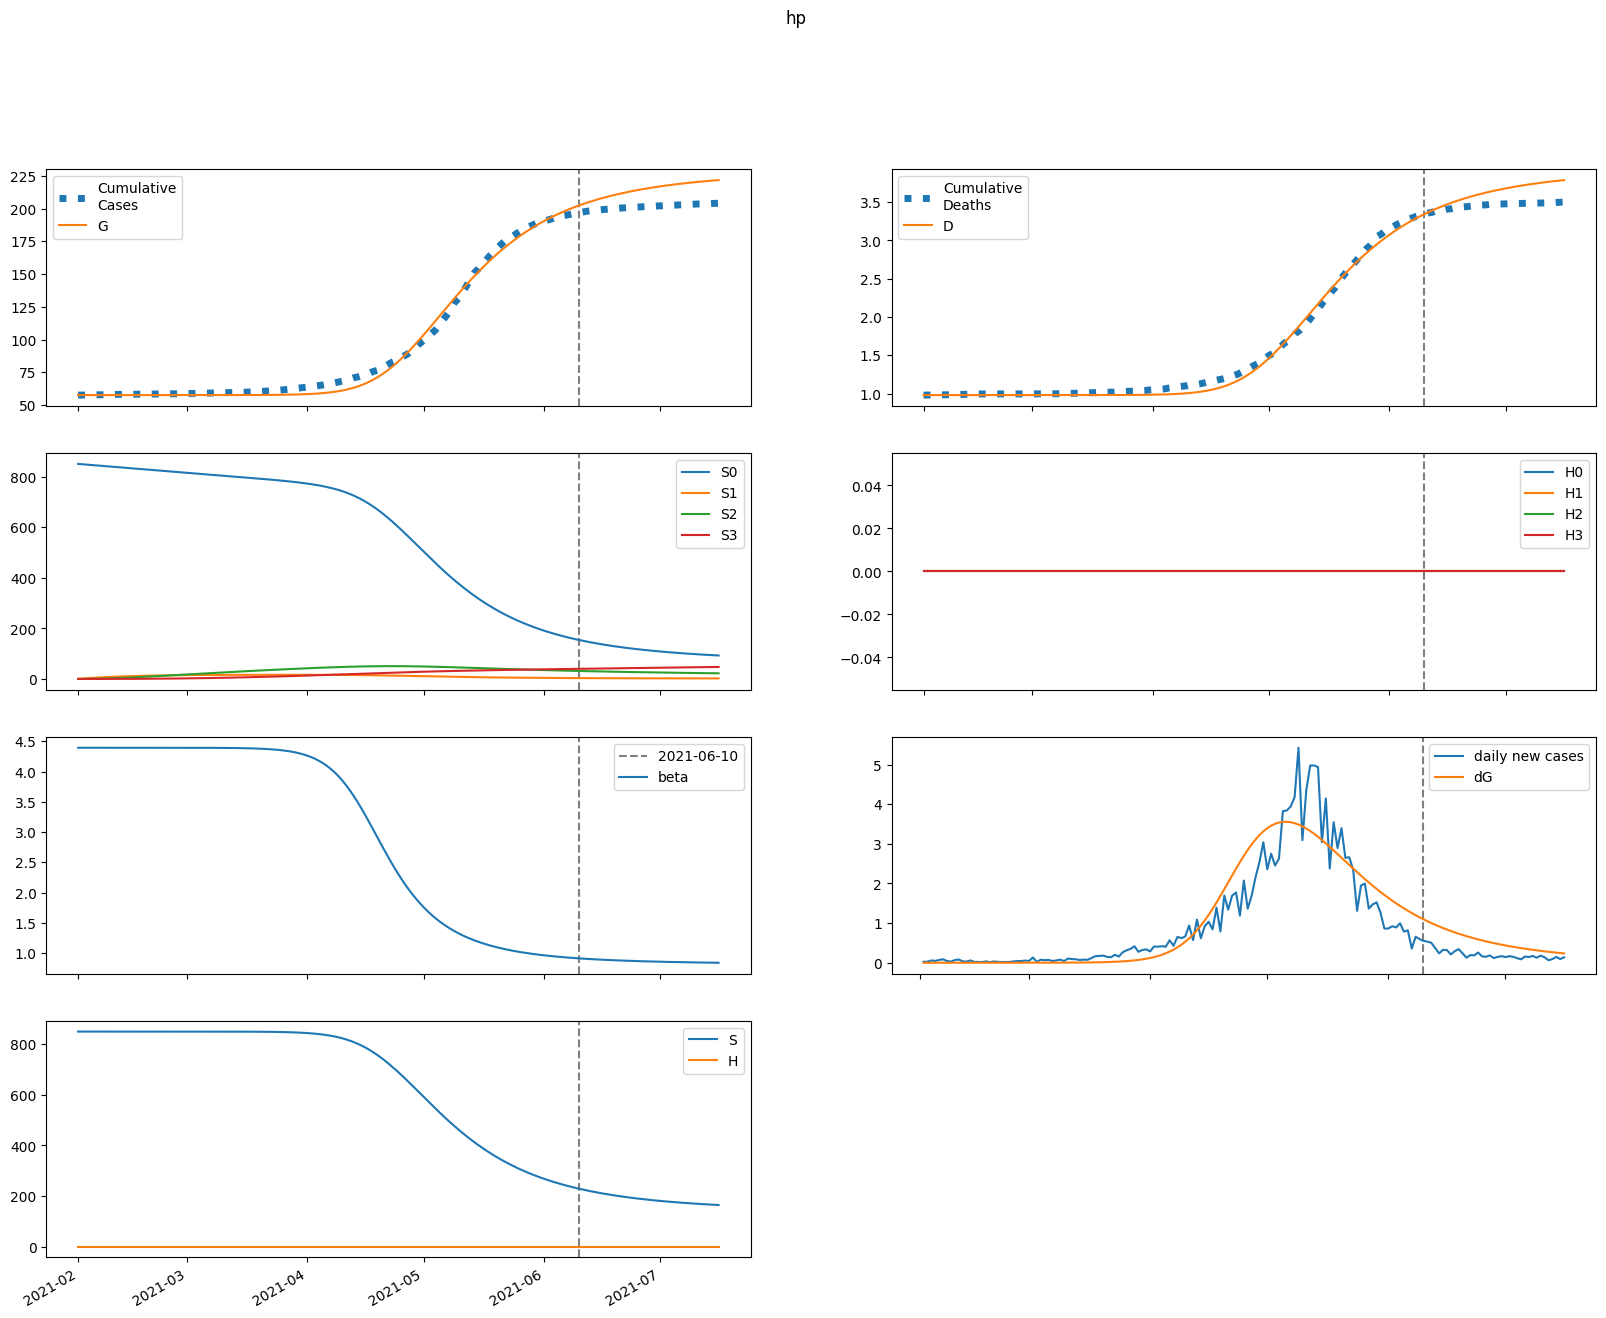 hp
225
200
175
150
125
100
75
50
Cumulative
Cases
G
3.5
3.0
2.5
2.0
1.5
1.0
Cumulative
Deaths
D
800
600
400
200
0
S0
S1
S2
S3
0.04
0.02
0.00
−0.02
−0.04
H0
H1
H2
H3
4.5
4.0
3.5
3.0
2.5
2.0
1.5
1.0
2021-06-10
beta
5
4
3
2
1
0
daily new cases
dG
800
600
400
200
0
S
H
2021-02
2021-03
2021-04
2021-05
2021-06
2021-07